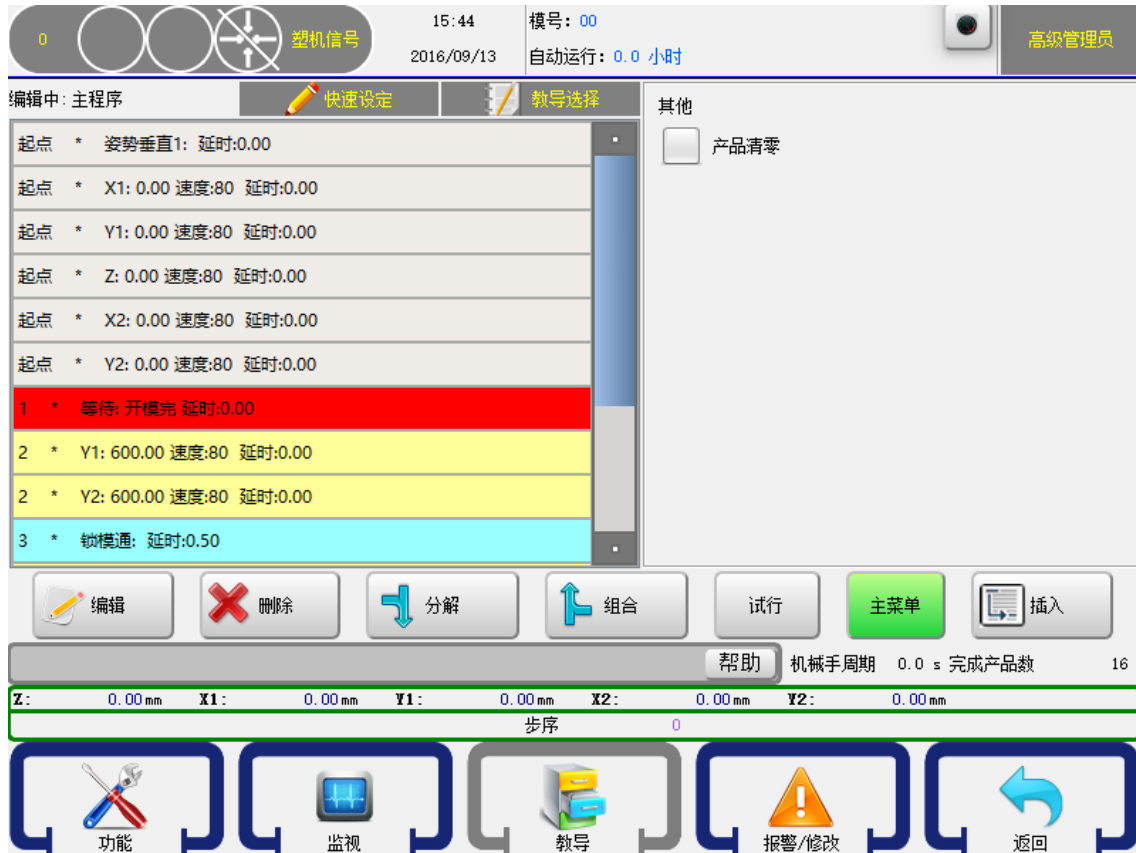 0 塑机信号
15:44
2016/09/13
模号: 00
自动运行: 0.0 小时
高级管理员
编辑中:主程序
快速设定
教导选择
起点 * 姿势垂直1: 延时:0.00
起点 * X1: 0.00 速度:80 延时:0.00
起点 * Y1: 0.00 速度:80 延时:0.00
起点 * Z: 0.00 速度:80 延时:0.00
起点 * X2: 0.00 速度:80 延时:0.00
起点 * Y2: 0.00 速度:80 延时:0.00
1 * 等待: 开模完 延时:0.00
2 * Y1: 600.00 速度:80 延时:0.00
2 * Y2: 600.00 速度:80 延时:0.00
3 * 锁模通: 延时:0.50
其他
产品清零
编辑 删除 分解 组合 试行 主菜单 插入
帮助 机械手周期 0.0 s 完成产品数 16
Z: 0.00 mm X1: 0.00 mm Y1: 0.00 mm X2: 0.00 mm Y2: 0.00 mm
步序 0
功能 监视 教导 报警/修改 返回